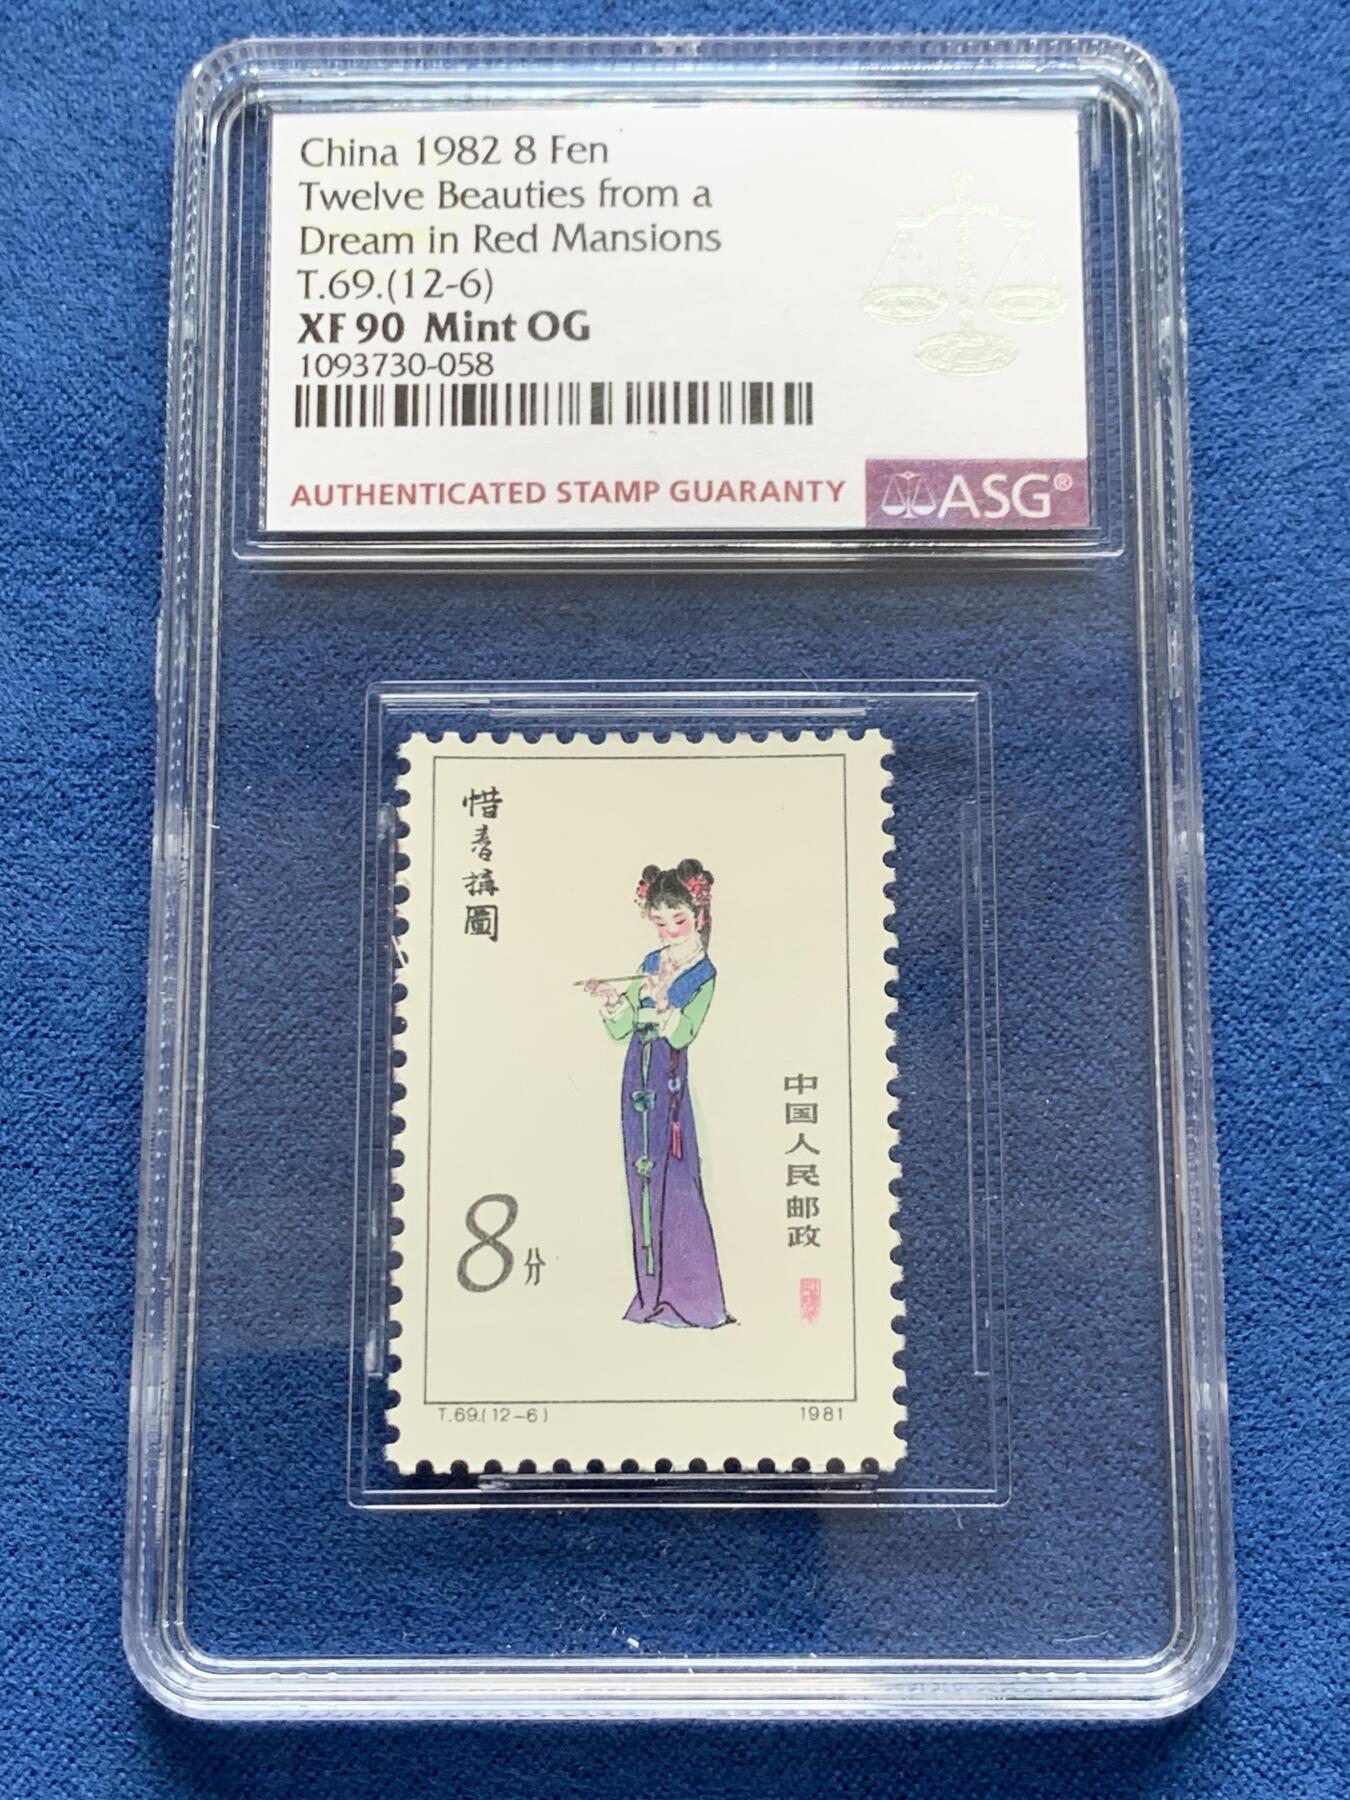 China 1982 8 Fen
Twelve Beauties from a
Dream in Red Mansions
T.69.(12-6)
XF 90 Mint OG
1093730-058
AUTHENTICATED STAMP GUARANTY
ASG®
惜春構圖
8分
中国人民邮政
T.69.(12-6)
1981